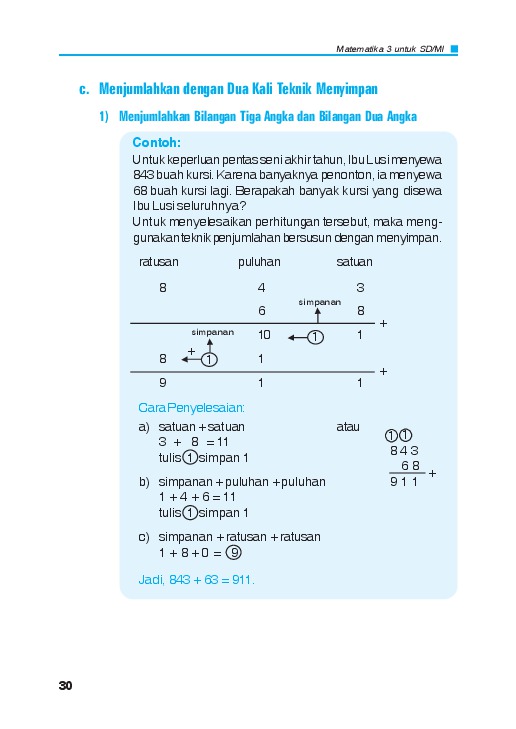 Matematika 3 untuk SD/MI
c. Menjumlahkan dengan Dua Kali Teknik Menyimpan
1) Menjumlahkan Bilangan Tiga Angka dan Bilangan Dua Angka
Contoh:
Untuk keperluan pentas seni akhir tahun, Ibu Lusi menyewa
843 buah kursi. Karena banyaknya penonton, ia menyewa
68 buah kursi lagi. Berapakah banyak kursi yang disewa
Ibu Lusi seluruhnya?
Untuk menyelesaikan perhitungan tersebut, maka meng-
gunakan teknik penjumlahan bersusun dengan menyimpan.
ratusan puluhan satuan
8 4 3
simpanan
6 8
+
simpanan 10 1 1
8 + 1 1
+
9 1 1
Cara Penyelesaian:
a) satuan + satuan
3 + 8 = 11
tulis 1 simpan 1
b) simpanan + puluhan + puluhan
1 + 4 + 6 = 11
tulis 1 simpan 1
c) simpanan + ratusan + ratusan
1 + 8 + 0 = 9
atau
1 1
8 4 3
6 8
+
9 1 1
Jadi, 843 + 63 = 911.
30